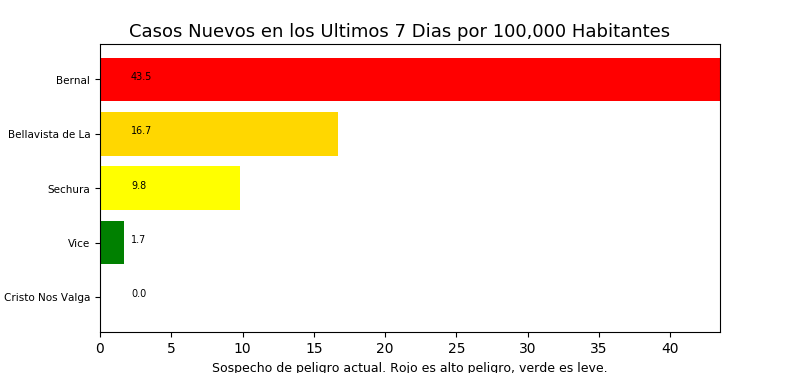 Casos Nuevos en los Ultimos 7 Dias por 100,000 Habitantes
Bernal
43.5
Bellavista de La
16.7
Sechura
9.8
Vice
1.7
Cristo Nos Valga
0.0
0 5 10 15 20 25 30 35 40
Sospecho de peligro actual. Rojo es alto peligro, verde es leve.